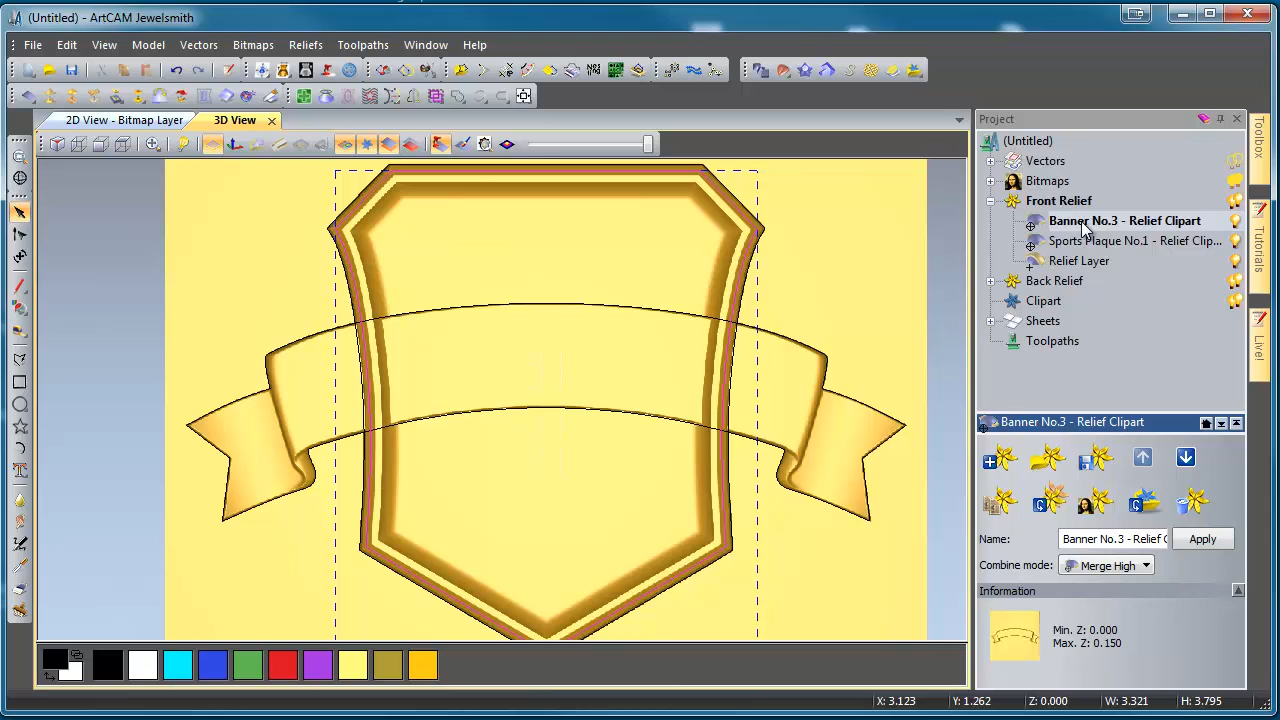 (Untitled) - ArtCAM Jewelsmith
File Edit View Model Vectors Bitmaps Reliefs Toolpaths Window Help
2D View - Bitmap Layer 3D View
Project
(Untitled)
Vectors
Bitmaps
Front Relief
Banner No.3 - Relief Clipart
Sports Plaque No.1 - Relief Clip...
Relief Layer
Back Relief
Clipart
Sheets
Toolpaths
Toolbox
Tutorials
Live!
Banner No.3 - Relief Clipart
Name: Banner No.3 - Relief C Apply
Combine mode: Merge High
Information
Min. Z: 0.000
Max. Z: 0.150
X: 3.123 Y: 1.262 Z: 0.000 W: 3.321 H: 3.795